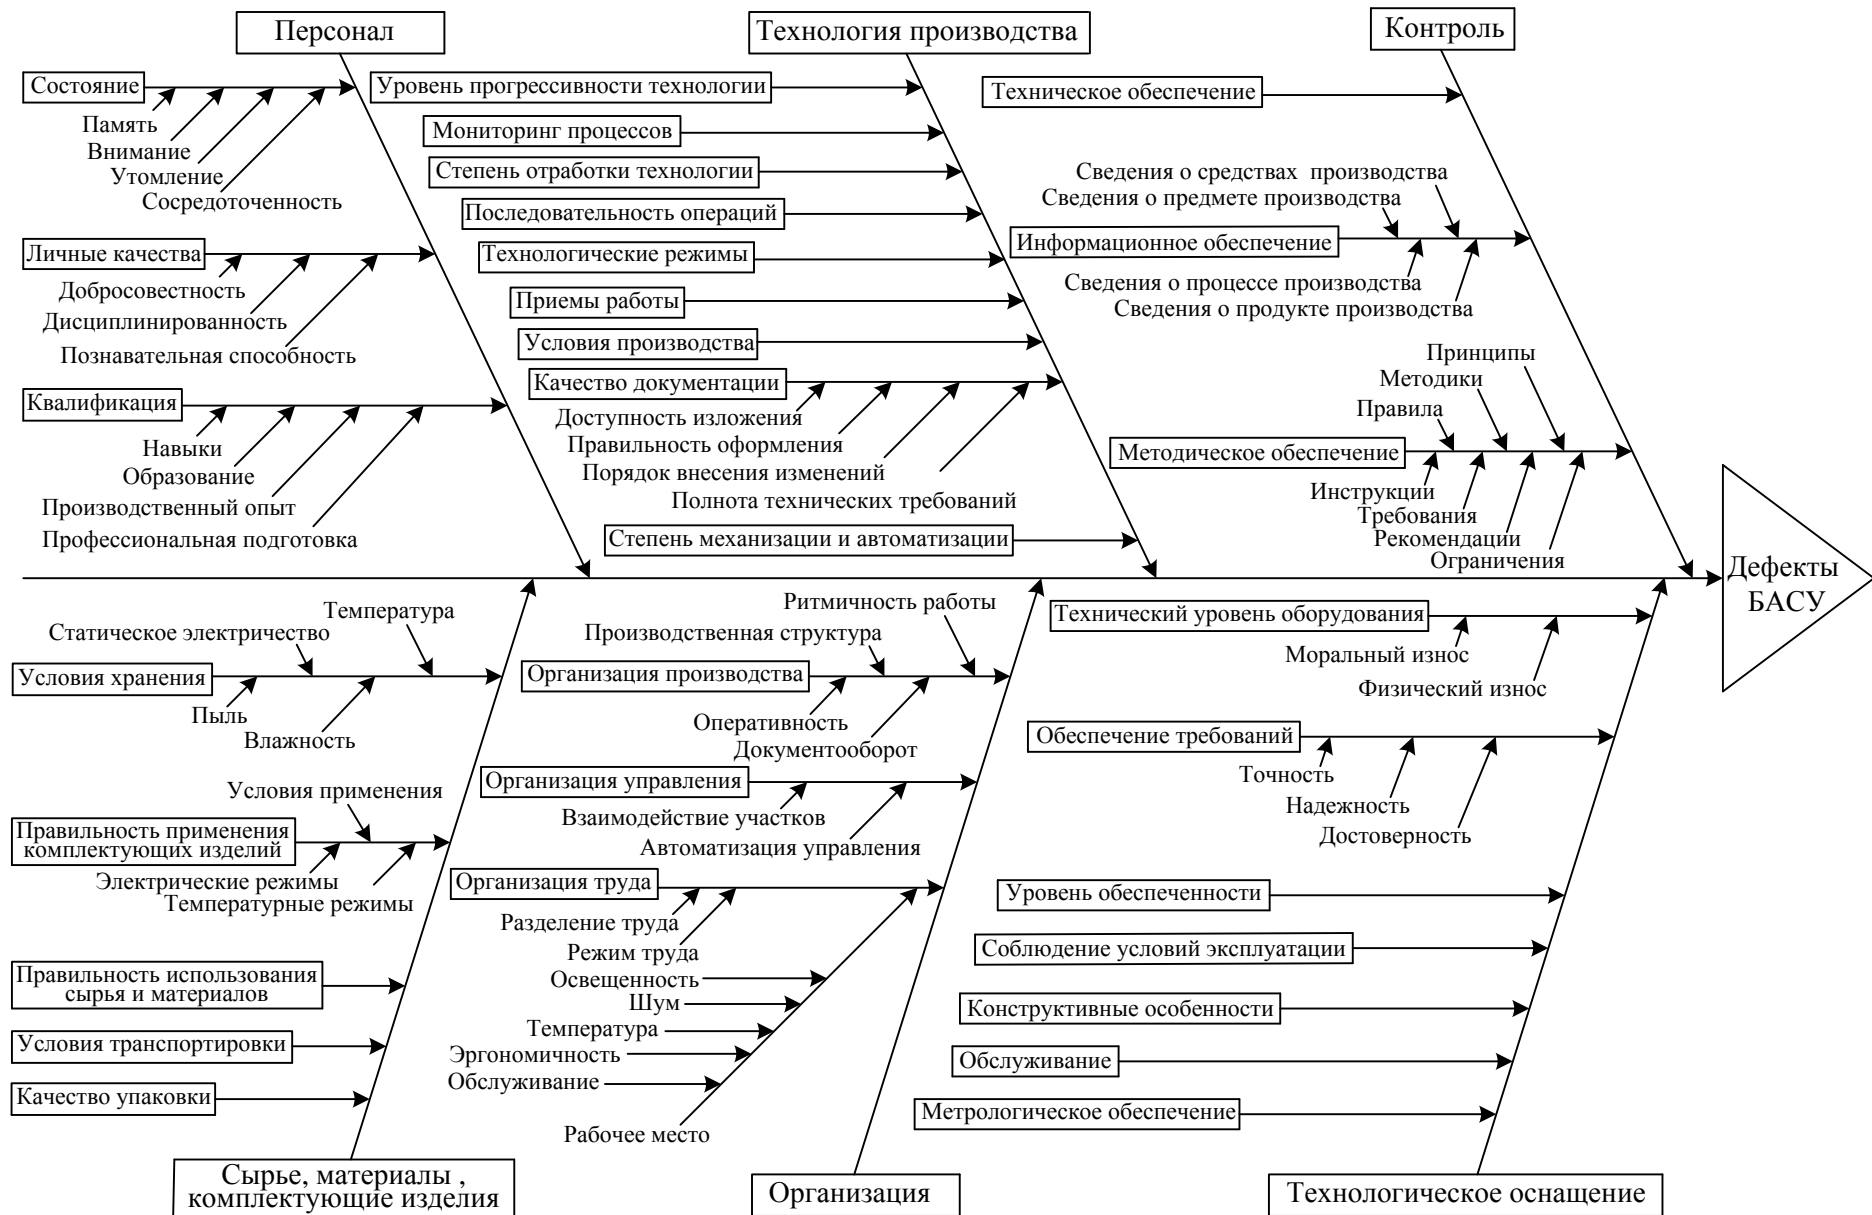 Персонал
Технология производства
Контроль
Состояние
Память
Внимание
Утомление
Сосредоточенность
Личные качества
Добросовестность
Дисциплинированность
Познавательная способность
Квалификация
Навыки
Образование
Производственный опыт
Профессиональная подготовка
Уровень прогрессивности технологии
Мониторинг процессов
Степень отработки технологии
Последовательность операций
Технологические режимы
Приемы работы
Условия производства
Качество документации
Доступность изложения
Правильность оформления
Порядок внесения изменений
Полнота технических требований
Степень механизации и автоматизации
Техническое обеспечение
Сведения о средствах производства
Сведения о предмете производства
Информационное обеспечение
Сведения о процессе производства
Сведения о продукте производства
Принципы
Методики
Правила
Методическое обеспечение
Инструкции
Требования
Рекомендации
Ограничения
Дефекты
БАСУ
Температура
Статическое электричество
Условия хранения
Пыль
Влажность
Условия применения
Правильность применения
комплектующих изделий
Электрические режимы
Температурные режимы
Правильность использования
сырья и материалов
Условия транспортировки
Качество упаковки
Сырье, материалы ,
комплектующие изделия
Ритмичность работы
Производственная структура
Организация производства
Оперативность
Документооборот
Организация управления
Взаимодействие участков
Автоматизация управления
Организация труда
Разделение труда
Режим труда
Освещенность
Шум
Температура
Эргономичность
Обслуживание
Рабочее место
Организация
Технический уровень оборудования
Моральный износ
Физический износ
Обеспечение требований
Точность
Надежность
Достоверность
Уровень обеспеченности
Соблюдение условий эксплуатации
Конструктивные особенности
Обслуживание
Метрологическое обеспечение
Технологическое оснащение